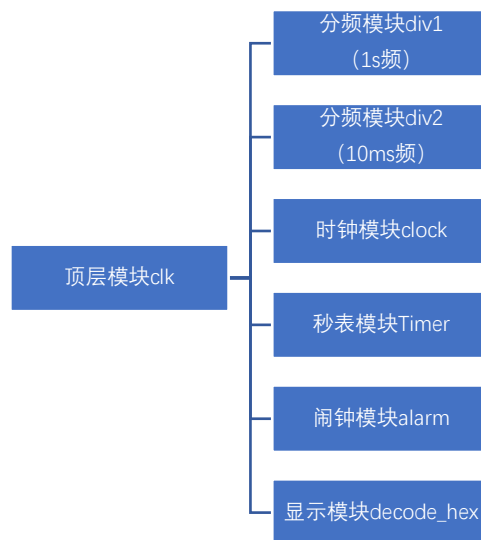 分频模块div1
（1s频）
分频模块div2
（10ms频）
时钟模块clock
顶层模块clk
秒表模块Timer
闹钟模块alarm
显示模块decode_hex